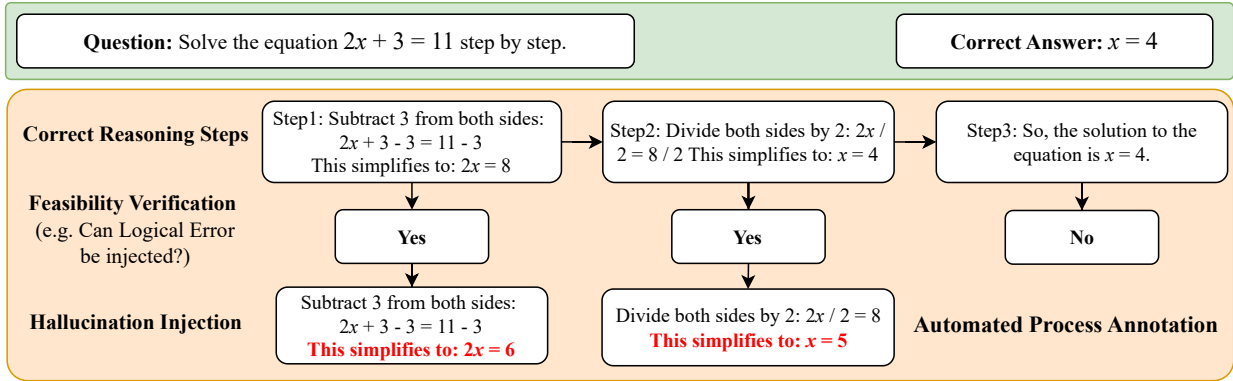 Question: Solve the equation 2x + 3 = 11 step by step.
Correct Answer: x = 4
Correct Reasoning Steps
Step1: Subtract 3 from both sides:
2x + 3 - 3 = 11 - 3
This simplifies to: 2x = 8
Step2: Divide both sides by 2: 2x /
2 = 8 / 2 This simplifies to: x = 4
Step3: So, the solution to the
equation is x = 4.
Feasibility Verification
(e.g. Can Logical Error
be injected?)
Yes
Yes
No
Hallucination Injection
Subtract 3 from both sides:
2x + 3 - 3 = 11 - 3
This simplifies to: 2x = 6
Divide both sides by 2: 2x / 2 = 8
This simplifies to: x = 5
Automated Process Annotation